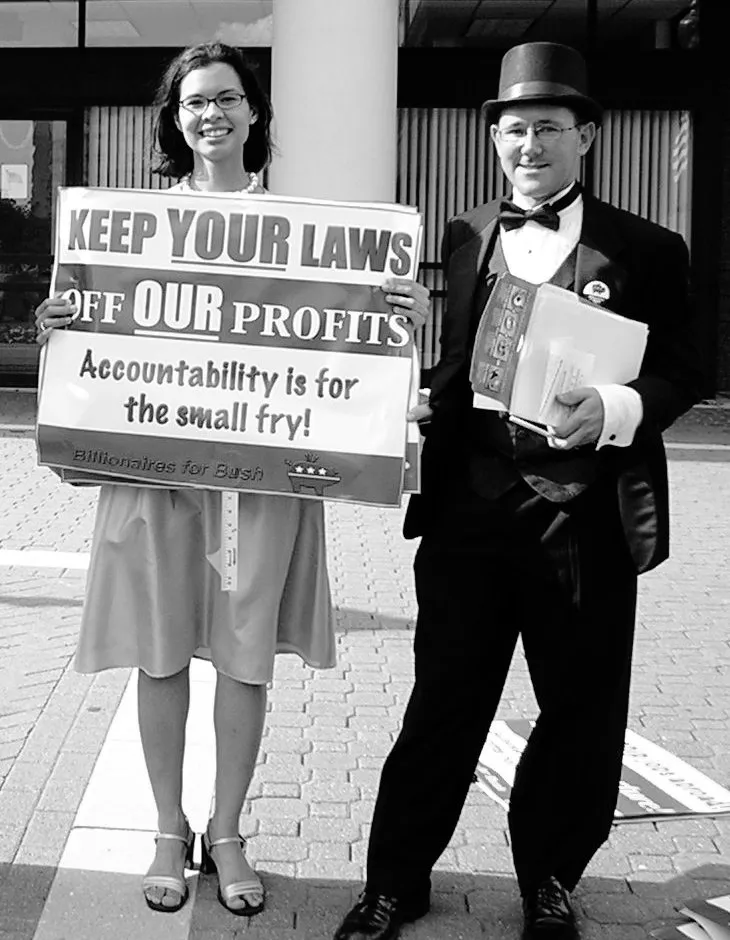 KEEP YOUR LAWS
OFF OUR PROFITS
Accountability is for
the small fry!
Billionaires for Bush